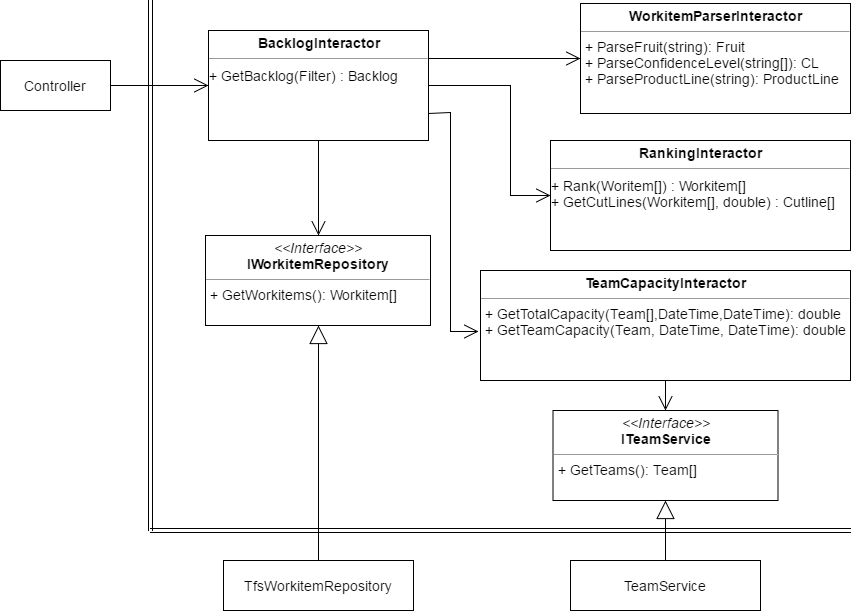 WorkitemParserInteractor
+ ParseFruit(string): Fruit
+ ParseConfidenceLevel(string[]): CL
+ ParseProductLine(string): ProductLine
BacklogInteractor
+ GetBacklog(Filter) : Backlog
Controller
RankingInteractor
+ Rank(Woritem[]) : Workitem[]
+ GetCutLines(Workitem[], double) : Cutline[]
<<Interface>>
IWorkitemRepository
+ GetWorkitems(): Workitem[]
TeamCapacityInteractor
+ GetTotalCapacity(Team[],DateTime,DateTime): double
+ GetTeamCapacity(Team, DateTime, DateTime): double
<<Interface>>
ITeamService
+ GetTeams(): Team[]
TfsWorkitemRepository
TeamService